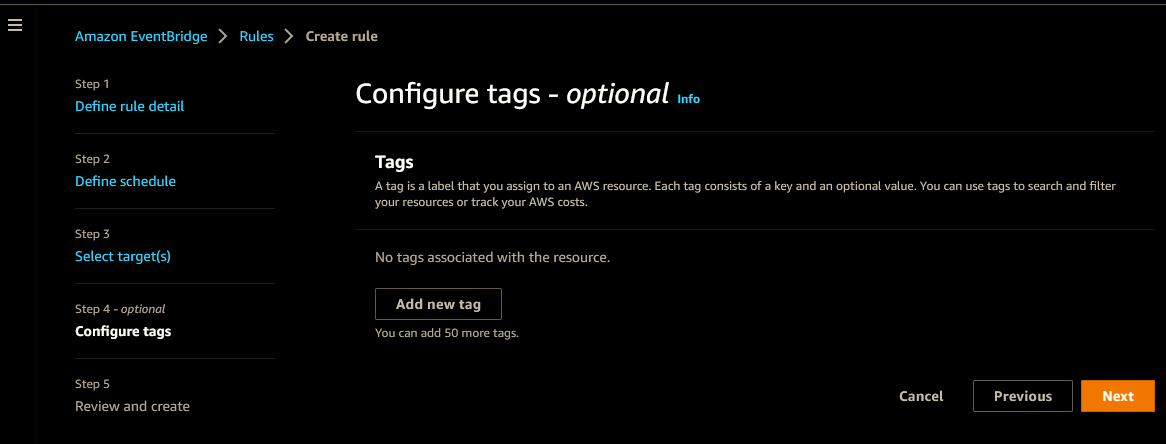 Amazon EventBridge > Rules > Create rule
Step 1
Define rule detail
Step 2
Define schedule
Step 3
Select target(s)
Step 4 - optional
Configure tags
Step 5
Review and create
Configure tags - optional Info
Tags
A tag is a label that you assign to an AWS resource. Each tag consists of a key and an optional value. You can use tags to search and filter
your resources or track your AWS costs.
No tags associated with the resource.
Add new tag
You can add 50 more tags.
Cancel Previous Next